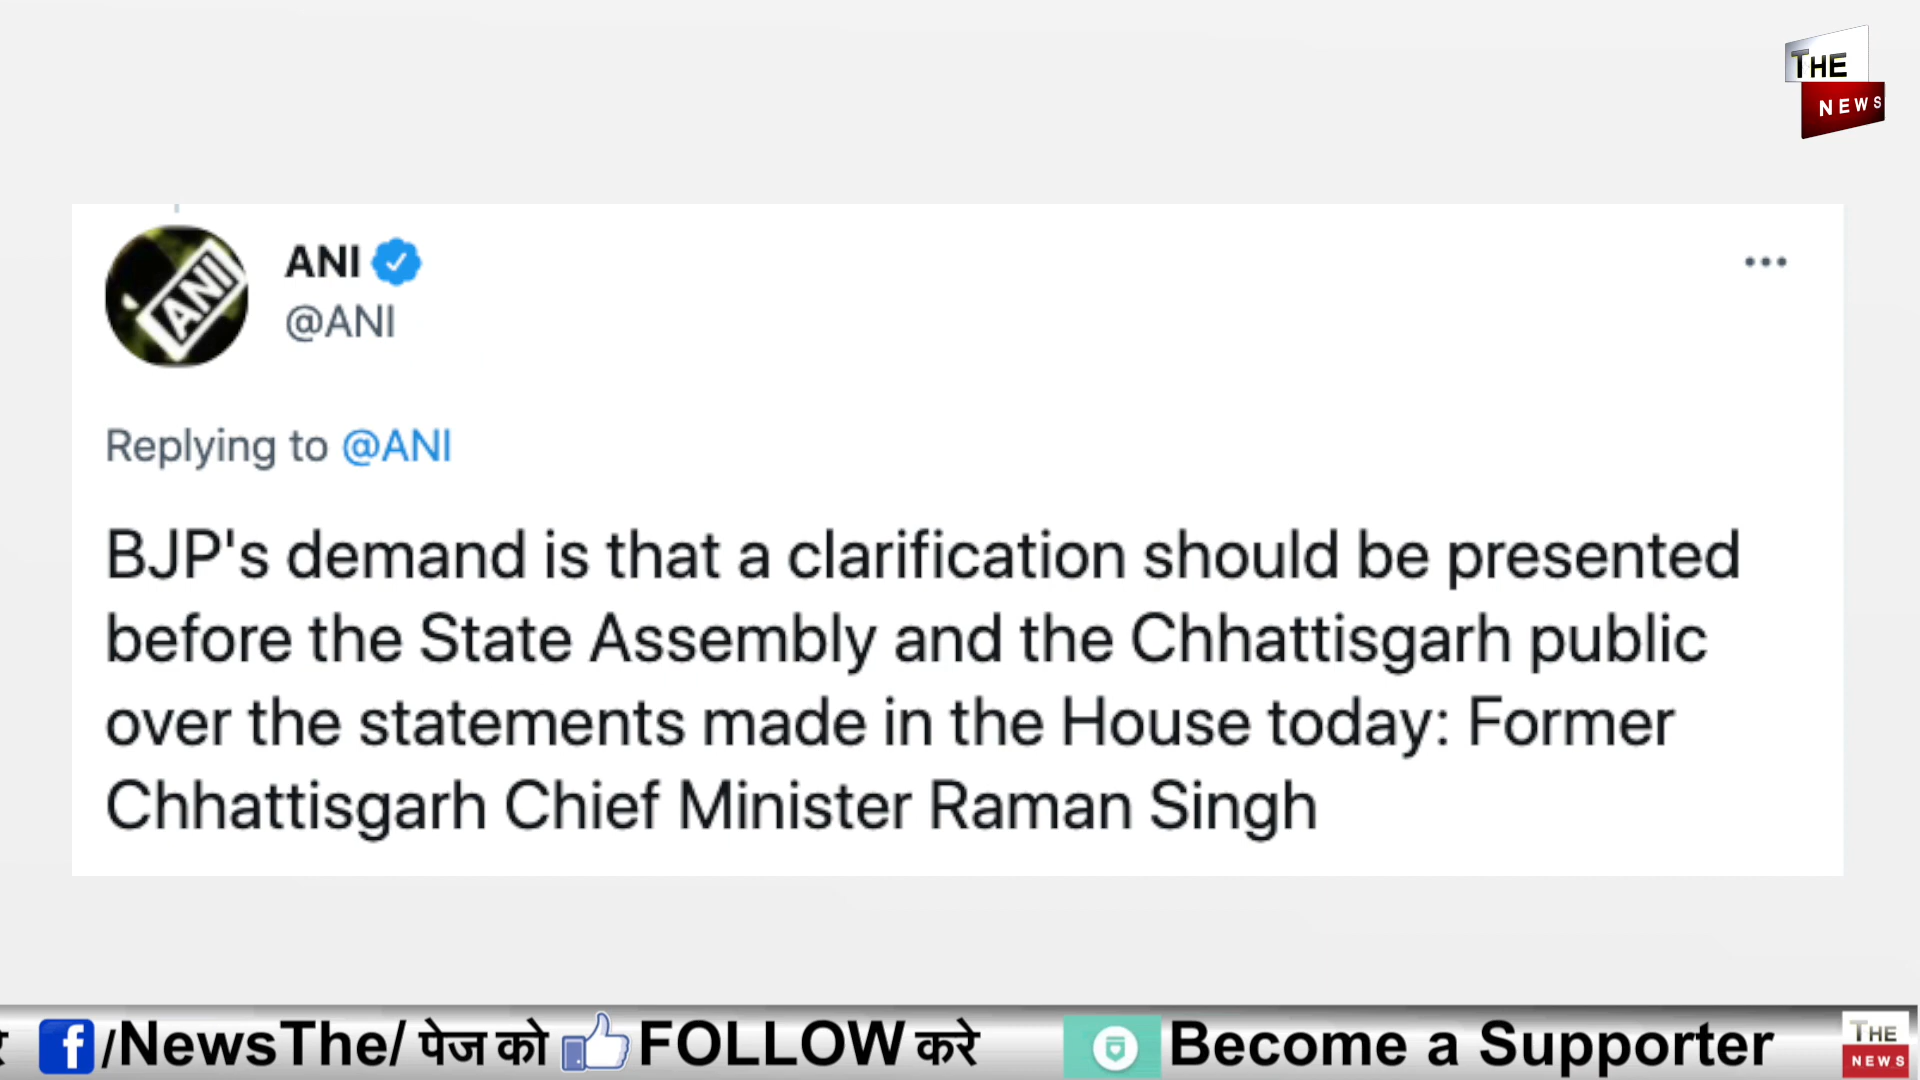 THE
NEWS
ANI
ANI
@ANI
Replying to @ANI
BJP's demand is that a clarification should be presented
before the State Assembly and the Chhattisgarh public
over the statements made in the House today: Former
Chhattisgarh Chief Minister Raman Singh
f/NewsThe/ पेज को FOLLOW करे Become a Supporter
THE
NEWS